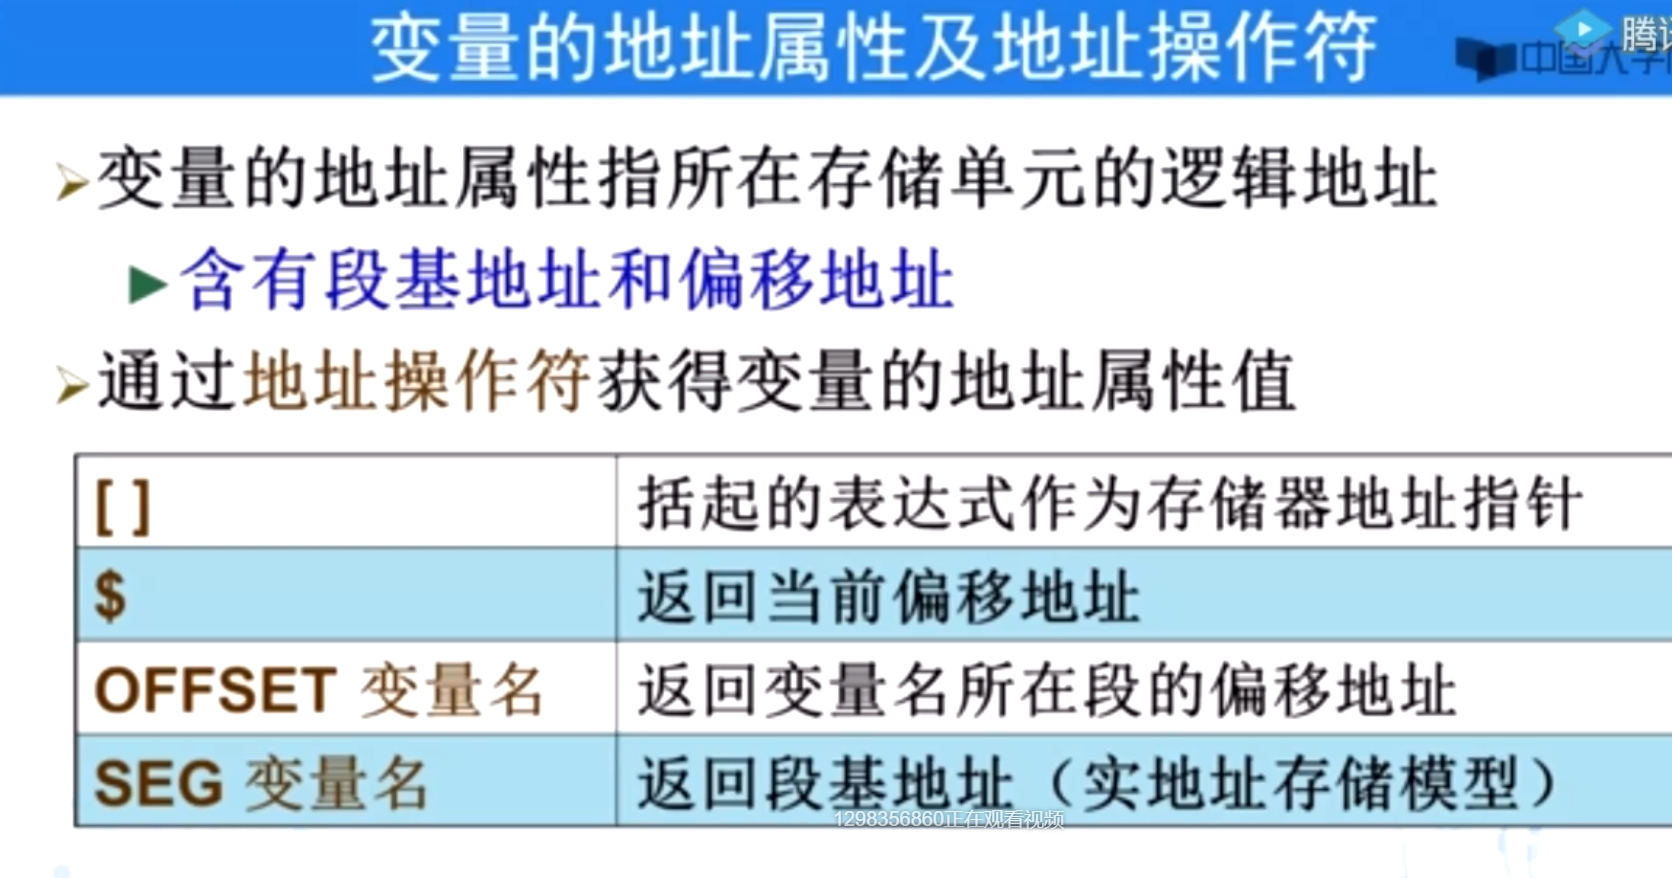 变量的地址属性及地址操作符
腾讯
中国大学
变量的地址属性指所在存储单元的逻辑地址
含有段基地址和偏移地址
通过地址操作符获得变量的地址属性值
[ ] 括起的表达式作为存储器地址指针
$ 返回当前偏移地址
OFFSET 变量名 返回变量名所在段的偏移地址
SEG 变量名 返回段基地址（实地址存储模型）
1298356860正在观看视频